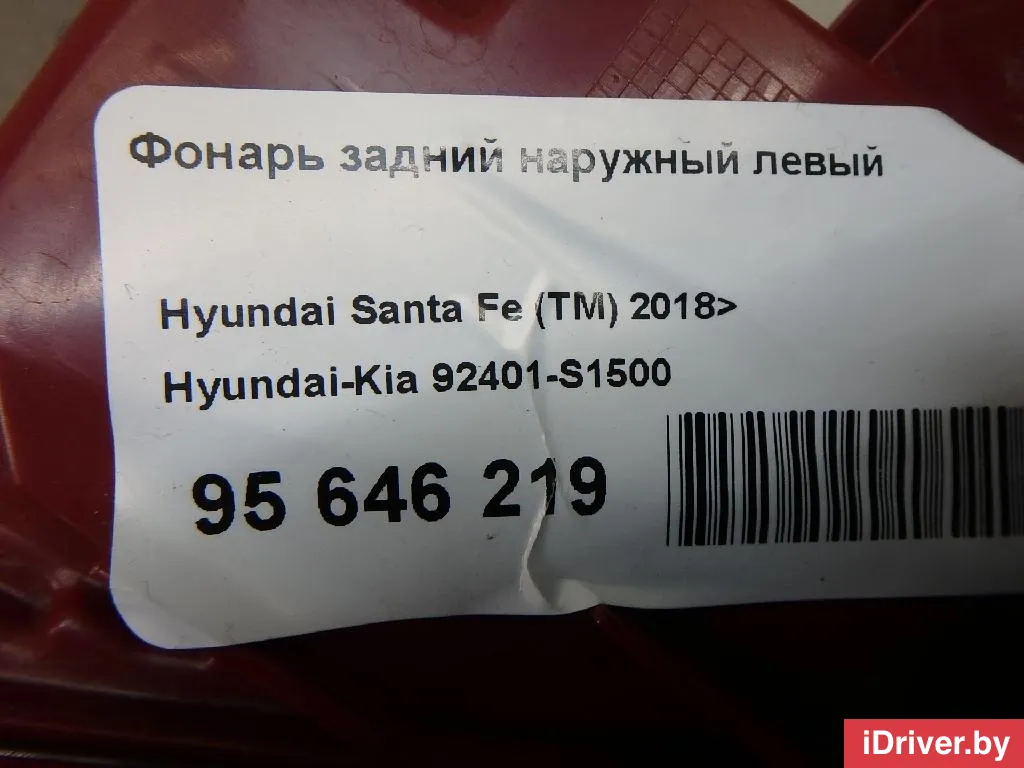 Фонарь задний наружный левый
Hyundai Santa Fe (TM) 2018>
Hyundai-Kia 92401-S1500
95 646 219
iDriver.by